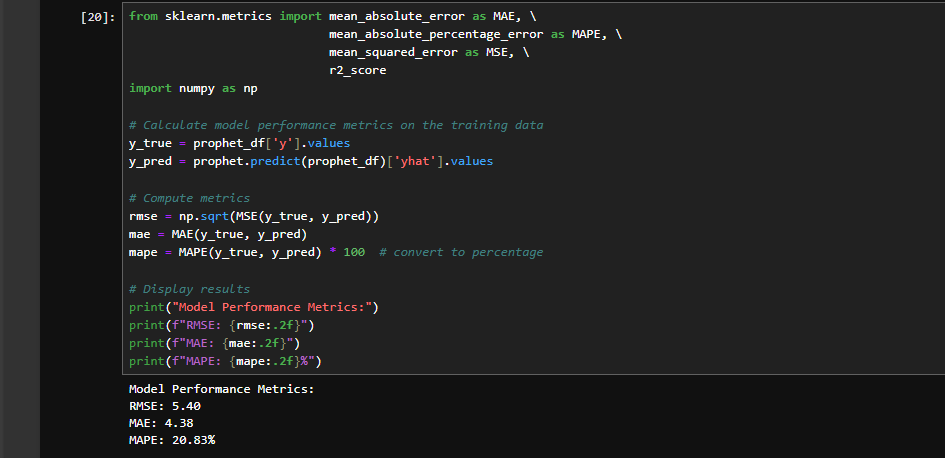 [20]: from sklearn.metrics import mean_absolute_error as MAE, \
mean_absolute_percentage_error as MAPE, \
mean_squared_error as MSE, \
r2_score
import numpy as np
# Calculate model performance metrics on the training data
y_true = prophet_df['y'].values
y_pred = prophet.predict(prophet_df)['yhat'].values
# Compute metrics
rmse = np.sqrt(MSE(y_true, y_pred))
mae = MAE(y_true, y_pred)
mape = MAPE(y_true, y_pred) * 100  # convert to percentage
# Display results
print("Model Performance Metrics:")
print(f"RMSE: {rmse:.2f}")
print(f"MAE: {mae:.2f}")
print(f"MAPE: {mape:.2f}%")
Model Performance Metrics:
RMSE: 5.40
MAE: 4.38
MAPE: 20.83%